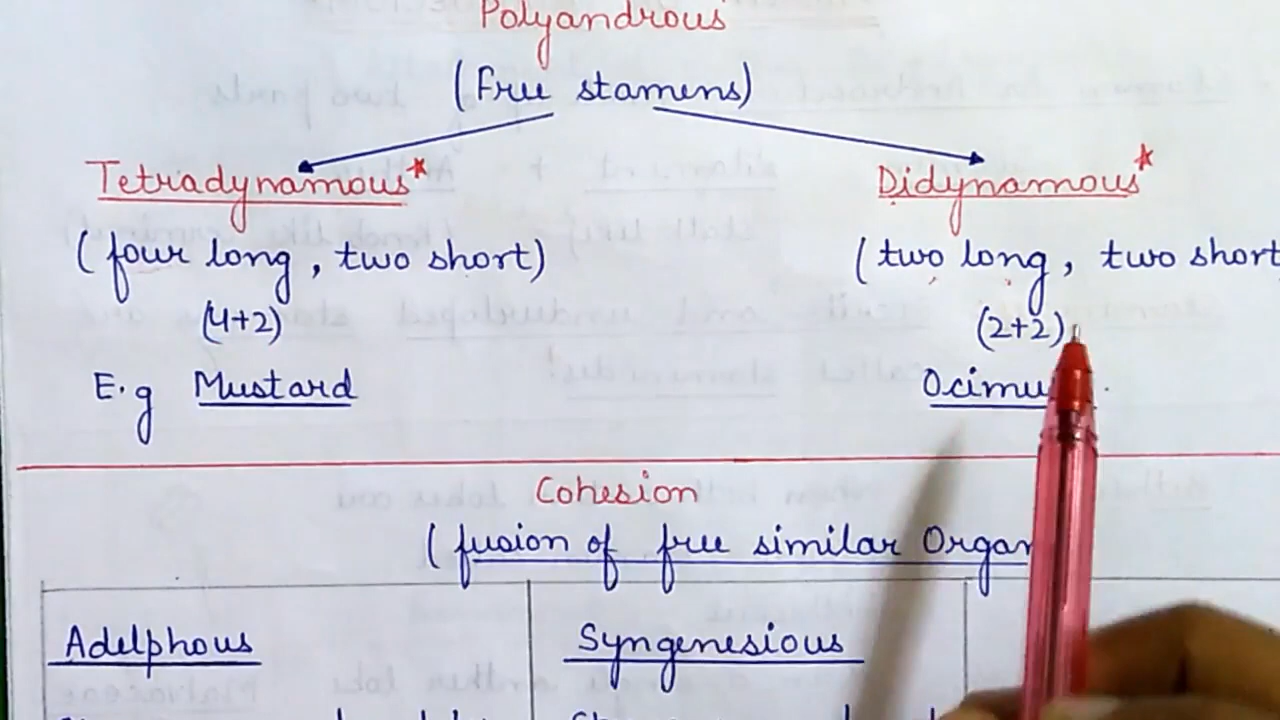 Polyandrous
(free stamens)
Tetradynamous* Didynamous*
(four long, two short) (two long, two short
(4+2) (2+2)
E.g Mustard Ocimu
Cohesion
(fusion of free similar Organ
Adelphous Syngenesious